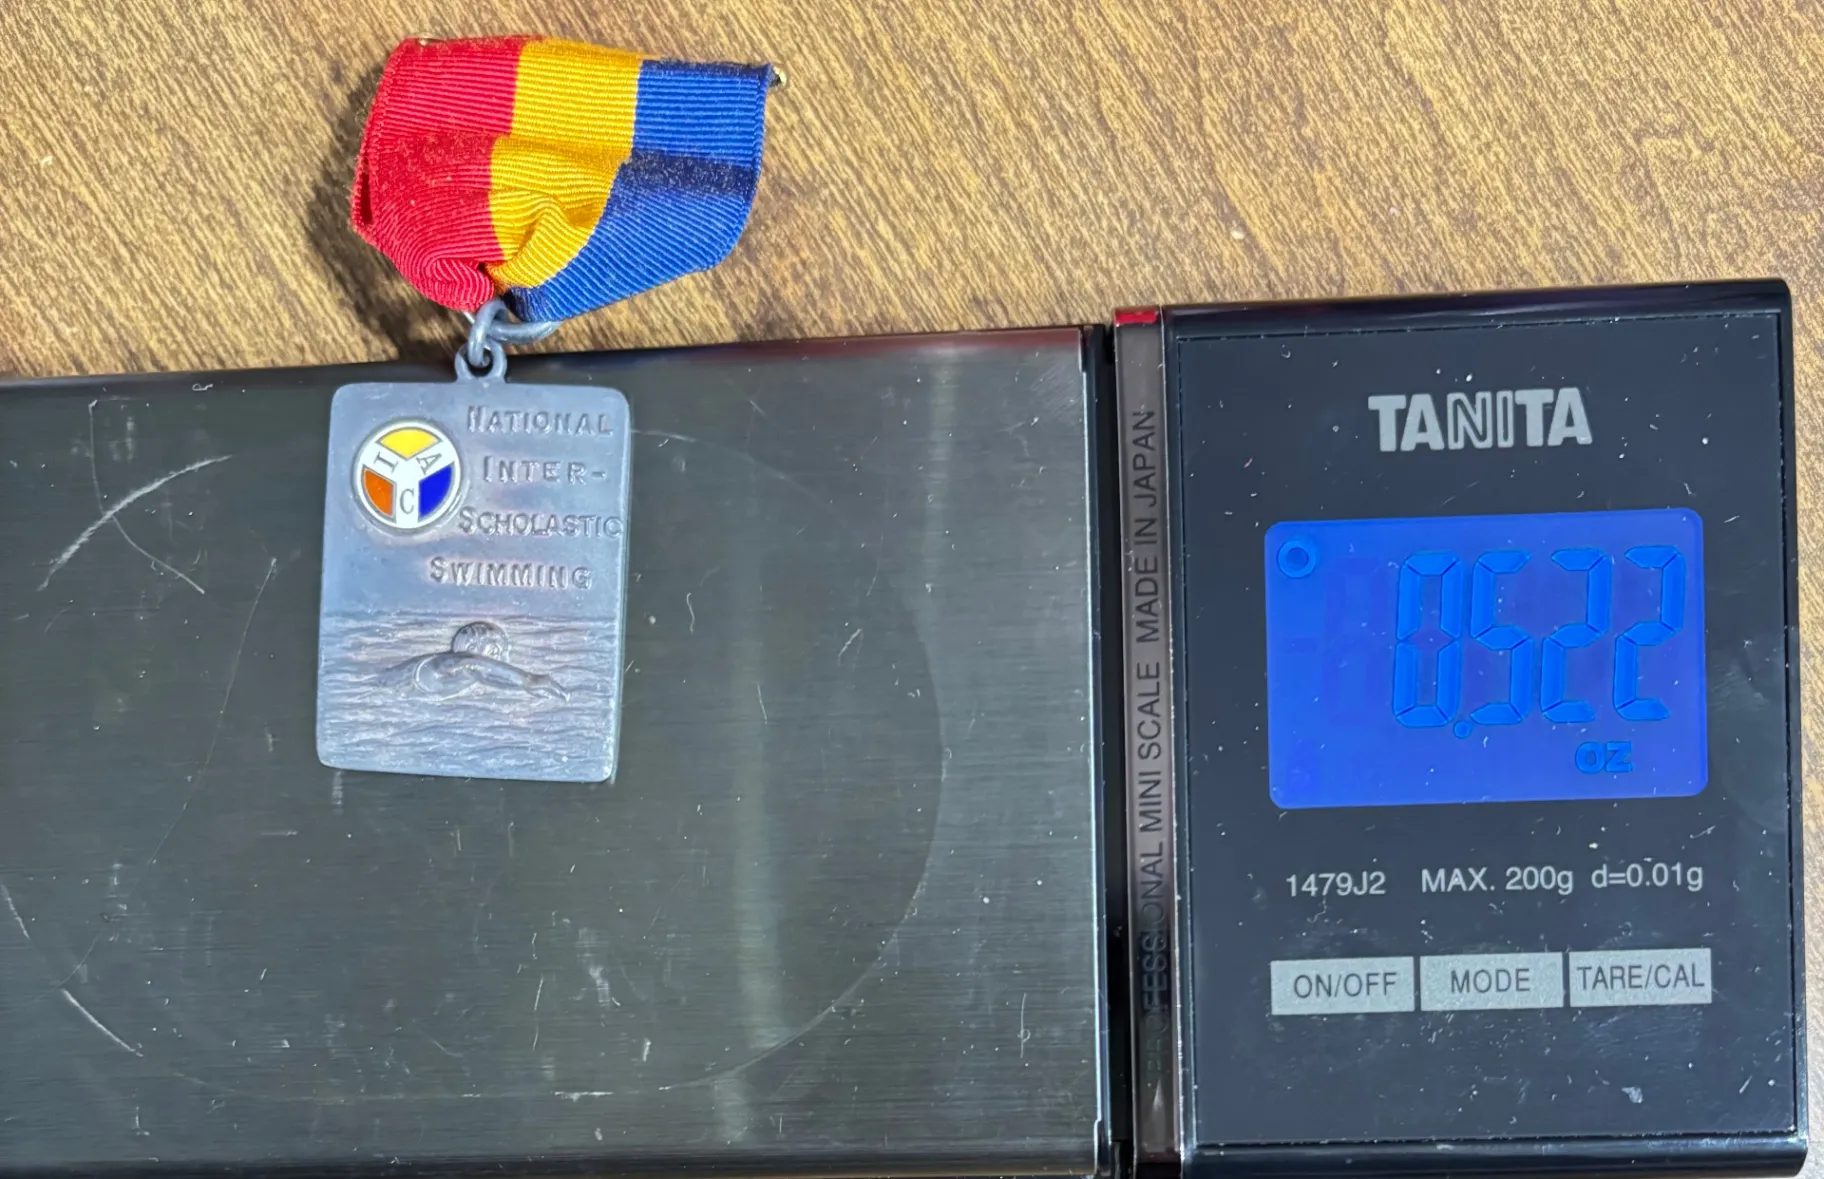 NATIONAL
INTER-
SCHOLASTIC
SWIMMING
I A
C
PROFESSIONAL MINI SCALE MADE IN JAPAN
TANITA
0.522
oz
1479J2 MAX. 200g d=0.01g
ON/OFF MODE TARE/CAL